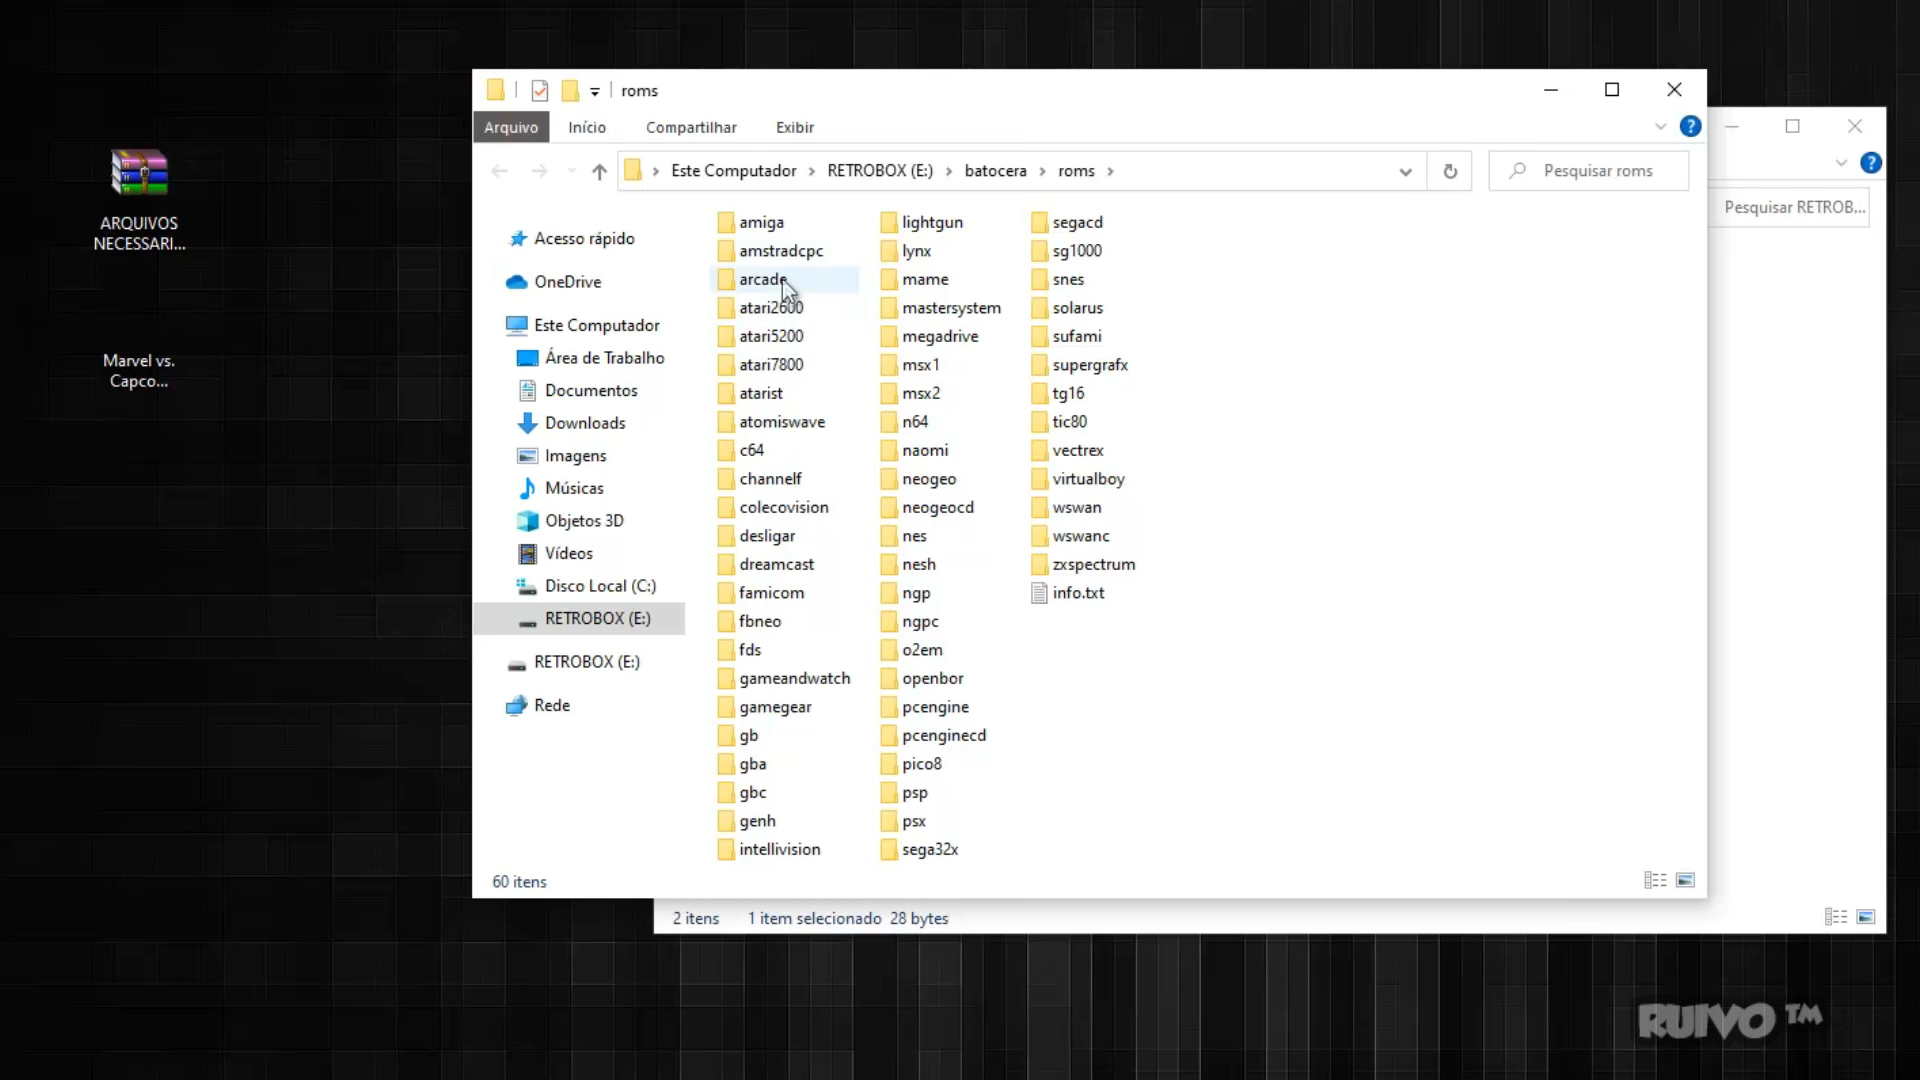 roms
Arquivo
Início
Compartilhar
Exibir
Este Computador
RETROBOX (E:)
batocera
roms
Pesquisar roms
Pesquisar RETROB...
ARQUIVOS
NECESSARI...
Marvel vs.
Capco...
Acesso rápido
OneDrive
Este Computador
Área de Trabalho
Documentos
Downloads
Imagens
Músicas
Objetos 3D
Vídeos
Disco Local (C:)
RETROBOX (E:)
RETROBOX (E:)
Rede
amiga
amstradcpc
arcade
atari2600
atari5200
atari7800
atarist
atomiswave
c64
channelf
colecovision
desligar
dreamcast
famicom
fbneo
fds
gameandwatch
gamegear
gb
gba
gbc
genh
intellivision
lightgun
lynx
mame
mastersystem
megadrive
msx1
msx2
n64
naomi
neogeo
neogeocd
nes
nesh
ngp
ngpc
o2em
openbor
pcengine
pcenginecd
pico8
psp
psx
sega32x
segacd
sg1000
snes
solarus
sufami
supergrafx
tg16
tic80
vectrex
virtualboy
wswan
wswanc
zxspectrum
info.txt
60 itens
2 itens
1 item selecionado 28 bytes
RUIVO™